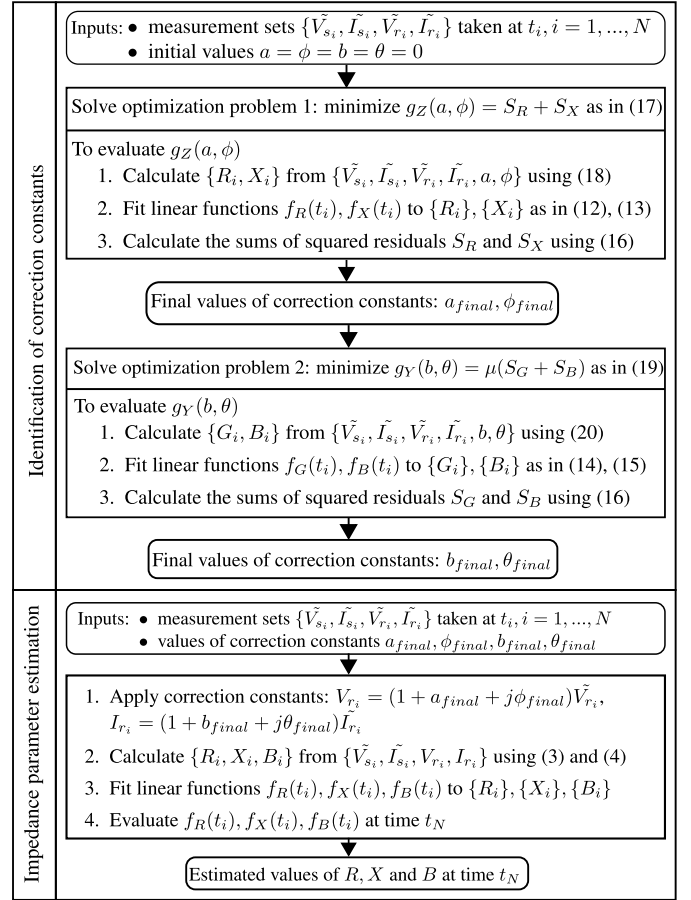 Identification of correction constants
Inputs: • measurement sets {Ṽ_{s_i}, Ĩ_{s_i}, Ṽ_{r_i}, Ĩ_{r_i}} taken at t_i, i = 1, ..., N
• initial values a = ϕ = b = θ = 0
Solve optimization problem 1: minimize g_Z(a, ϕ) = S_R + S_X as in (17)
To evaluate g_Z(a, ϕ)
1. Calculate {R_i, X_i} from {Ṽ_{s_i}, Ĩ_{s_i}, Ṽ_{r_i}, Ĩ_{r_i}, a, ϕ} using (18)
2. Fit linear functions f_R(t_i), f_X(t_i) to {R_i}, {X_i} as in (12), (13)
3. Calculate the sums of squared residuals S_R and S_X using (16)
Final values of correction constants: a_{final}, ϕ_{final}
Solve optimization problem 2: minimize g_Y(b, θ) = μ(S_G + S_B) as in (19)
To evaluate g_Y(b, θ)
1. Calculate {G_i, B_i} from {Ṽ_{s_i}, Ĩ_{s_i}, Ṽ_{r_i}, Ĩ_{r_i}, b, θ} using (20)
2. Fit linear functions f_G(t_i), f_B(t_i) to {G_i}, {B_i} as in (14), (15)
3. Calculate the sums of squared residuals S_G and S_B using (16)
Final values of correction constants: b_{final}, θ_{final}
Impedance parameter estimation
Inputs: • measurement sets {Ṽ_{s_i}, Ĩ_{s_i}, Ṽ_{r_i}, Ĩ_{r_i}} taken at t_i, i = 1, ..., N
• values of correction constants a_{final}, ϕ_{final}, b_{final}, θ_{final}
1. Apply correction constants: V_{r_i} = (1 + a_{final} + jϕ_{final})Ṽ_{r_i},
I_{r_i} = (1 + b_{final} + jθ_{final})Ĩ_{r_i}
2. Calculate {R_i, X_i, B_i} from {Ṽ_{s_i}, Ĩ_{s_i}, V_{r_i}, I_{r_i}} using (3) and (4)
3. Fit linear functions f_R(t_i), f_X(t_i), f_B(t_i) to {R_i}, {X_i}, {B_i}
4. Evaluate f_R(t_i), f_X(t_i), f_B(t_i) at time t_N
Estimated values of R, X and B at time t_N